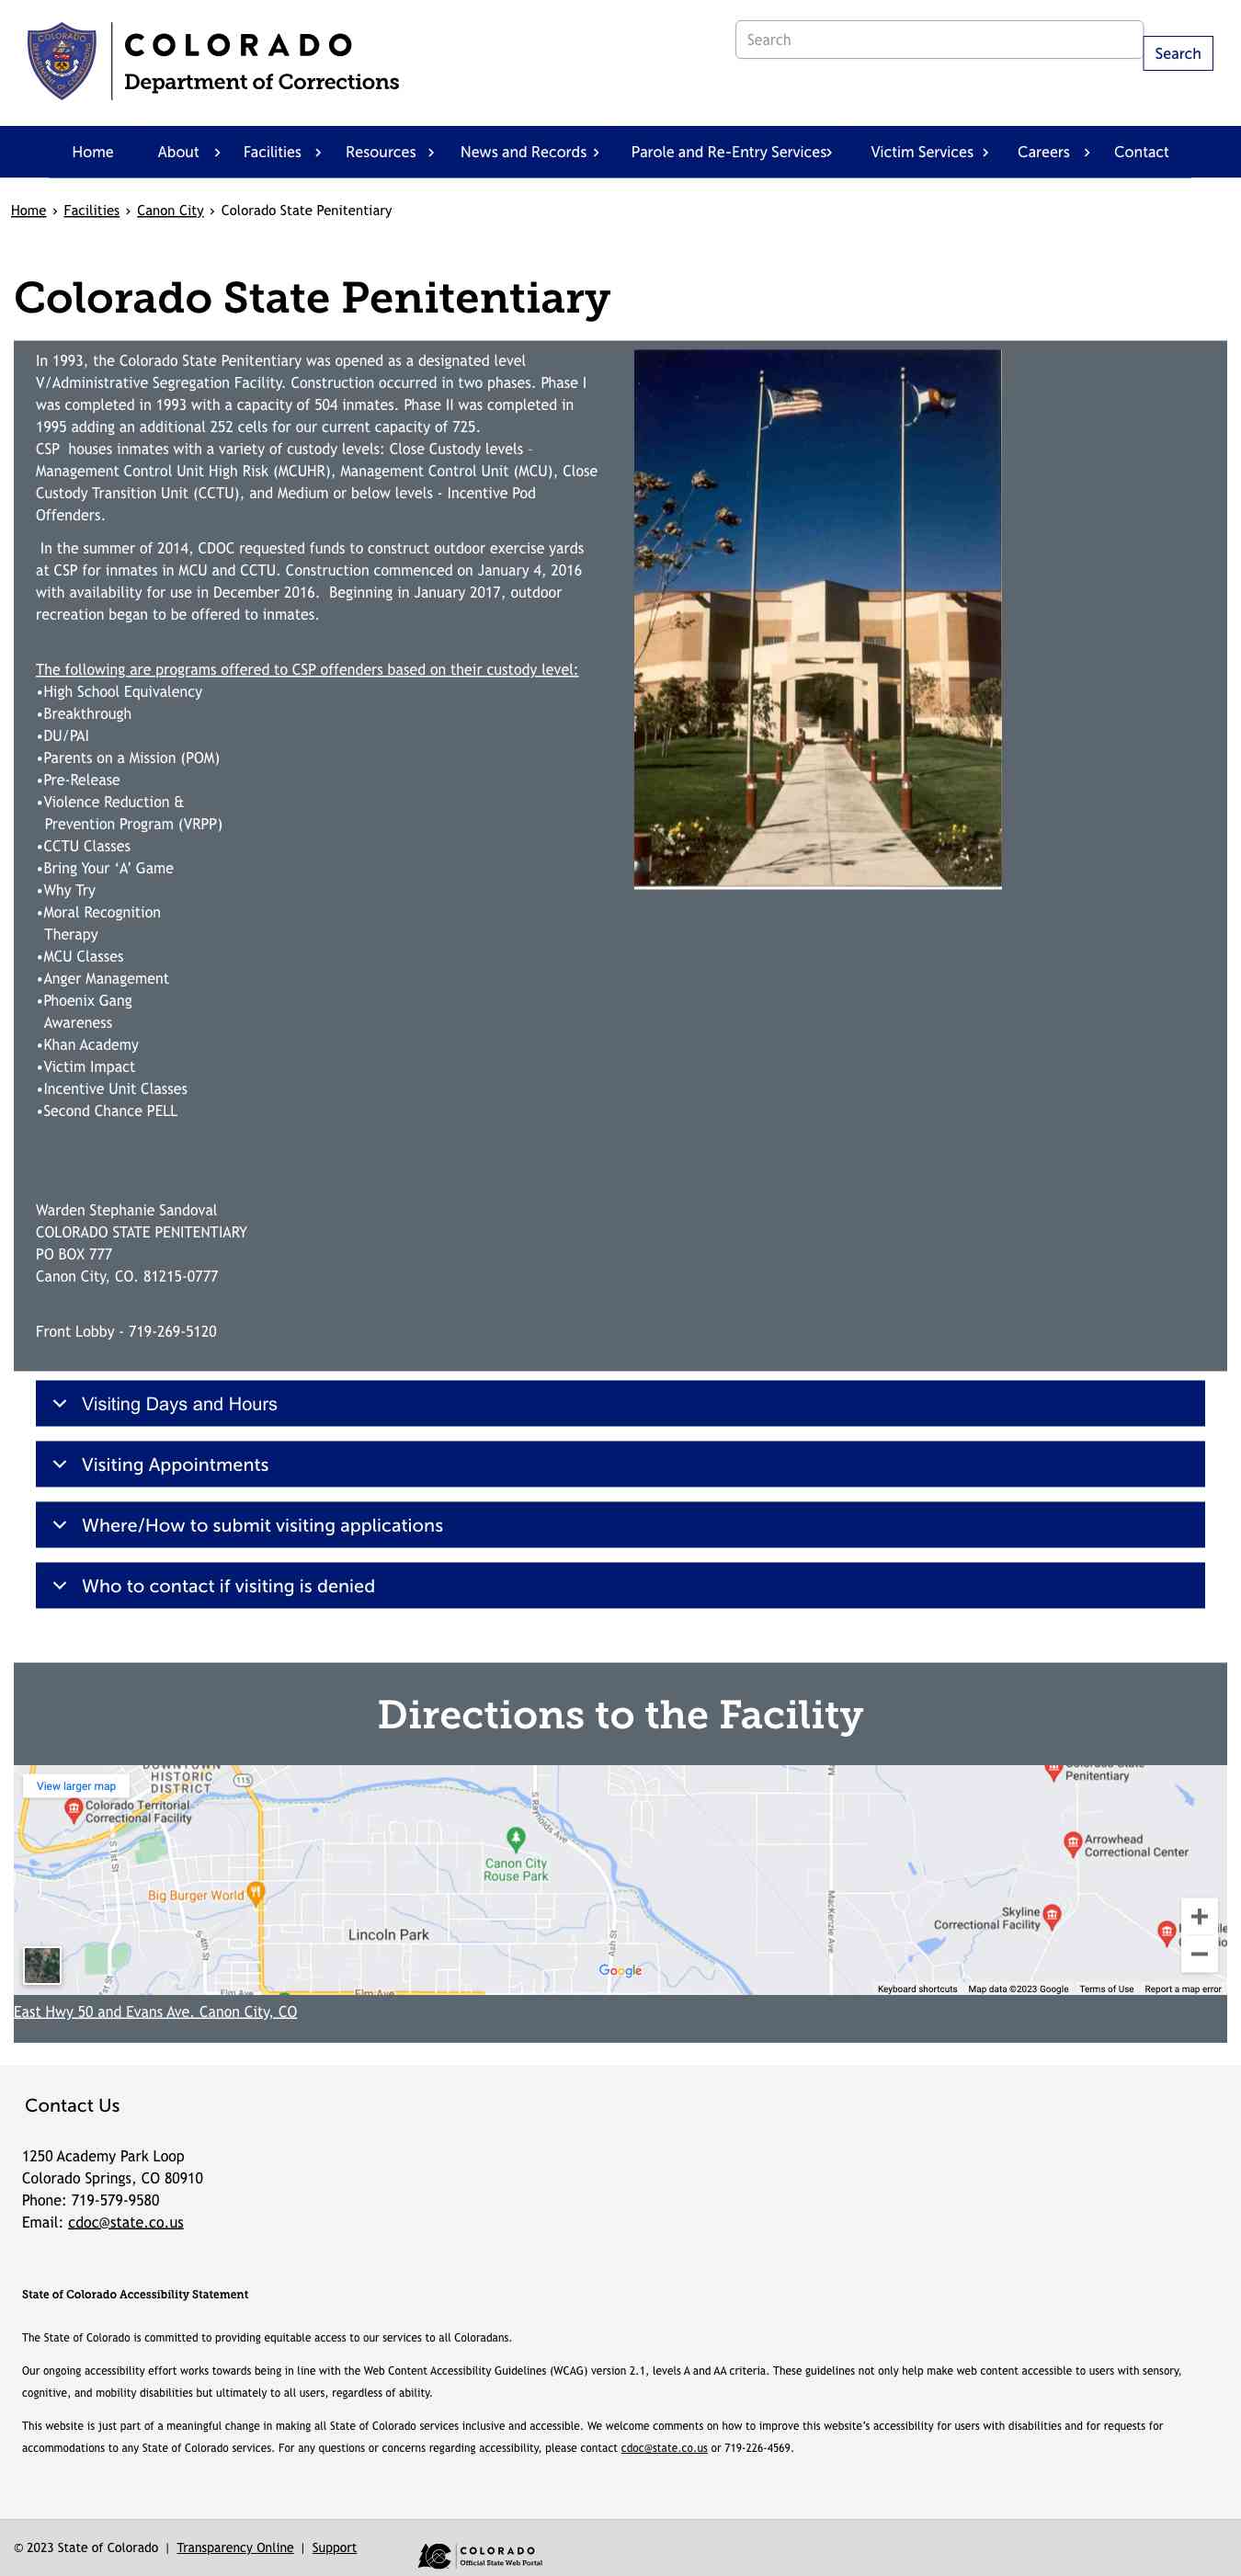 COLORADO
Department of Corrections
Search
Search
Home About Facilities Resources News and Records Parole and Re-Entry Services Victim Services Careers Contact
Home › Facilities › Canon City › Colorado State Penitentiary
Colorado State Penitentiary
In 1993, the Colorado State Penitentiary was opened as a designated level
V/Administrative Segregation Facility. Construction occurred in two phases. Phase I
was completed in 1993 with a capacity of 504 inmates. Phase II was completed in
1995 adding an additional 252 cells for our current capacity of 725.
CSP houses inmates with a variety of custody levels: Close Custody levels -
Management Control Unit High Risk (MCUHR), Management Control Unit (MCU), Close
Custody Transition Unit (CCTU), and Medium or below levels - Incentive Pod
Offenders.
In the summer of 2014, CDOC requested funds to construct outdoor exercise yards
at CSP for inmates in MCU and CCTU. Construction commenced on January 4, 2016
with availability for use in December 2016. Beginning in January 2017, outdoor
recreation began to be offered to inmates.
The following are programs offered to CSP offenders based on their custody level:
•High School Equivalency
•Breakthrough
•DU/PAI
•Parents on a Mission (POM)
•Pre-Release
•Violence Reduction &
Prevention Program (VRPP)
•CCTU Classes
•Bring Your ‘A’ Game
•Why Try
•Moral Recognition
Therapy
•MCU Classes
•Anger Management
•Phoenix Gang
Awareness
•Khan Academy
•Victim Impact
•Incentive Unit Classes
•Second Chance PELL
Warden Stephanie Sandoval
COLORADO STATE PENITENTIARY
PO BOX 777
Canon City, CO. 81215-0777
Front Lobby - 719-269-5120
Visiting Days and Hours
Visiting Appointments
Where/How to submit visiting applications
Who to contact if visiting is denied
Directions to the Facility
View larger map
DOWNTOWN
HISTORIC
DISTRICT
115
Colorado Territorial
Correctional Facility
S 1st St
Big Burger World
S 4th St
Elm Ave
Elm Ave
Lincoln Park
S Raynolds Ave
Canon City
Rouse Park
Ash St
Google
MacKenzie Ave
Colorado State
Penitentiary
Arrowhead
Correctional Center
Skyline
Correctional Facility
Keyboard shortcuts Map data ©2023 Google Terms of Use Report a map error
East Hwy 50 and Evans Ave. Canon City, CO
Contact Us
1250 Academy Park Loop
Colorado Springs, CO 80910
Phone: 719-579-9580
Email: cdoc@state.co.us
State of Colorado Accessibility Statement
The State of Colorado is committed to providing equitable access to our services to all Coloradans.
Our ongoing accessibility effort works towards being in line with the Web Content Accessibility Guidelines (WCAG) version 2.1, levels A and AA criteria. These guidelines not only help make web content accessible to users with sensory,
cognitive, and mobility disabilities but ultimately to all users, regardless of ability.
This website is just part of a meaningful change in making all State of Colorado services inclusive and accessible. We welcome comments on how to improve this website’s accessibility for users with disabilities and for requests for
accommodations to any State of Colorado services. For any questions or concerns regarding accessibility, please contact cdoc@state.co.us or 719-226-4569.
© 2023 State of Colorado | Transparency Online | Support
COLORADO
Official State Web Portal